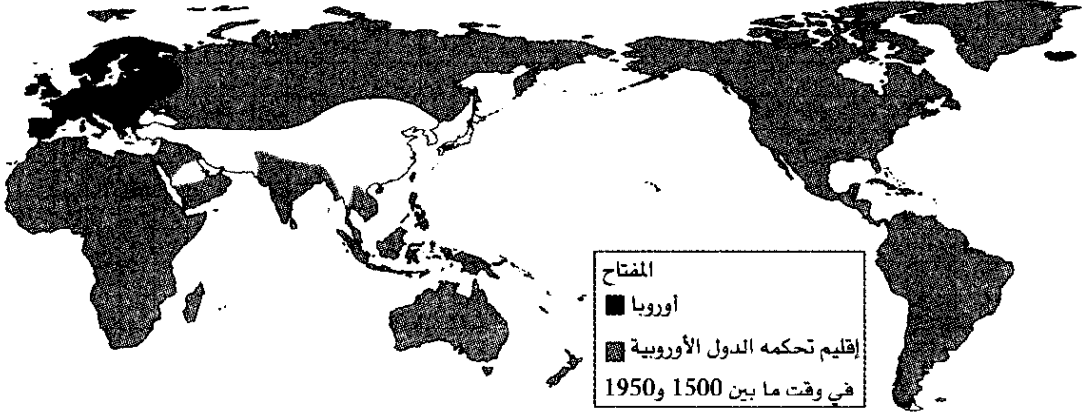 المفتاح
أوروبا
إقليم تحكمه الدول الأوروبية
في وقت ما بين 1500 و1950